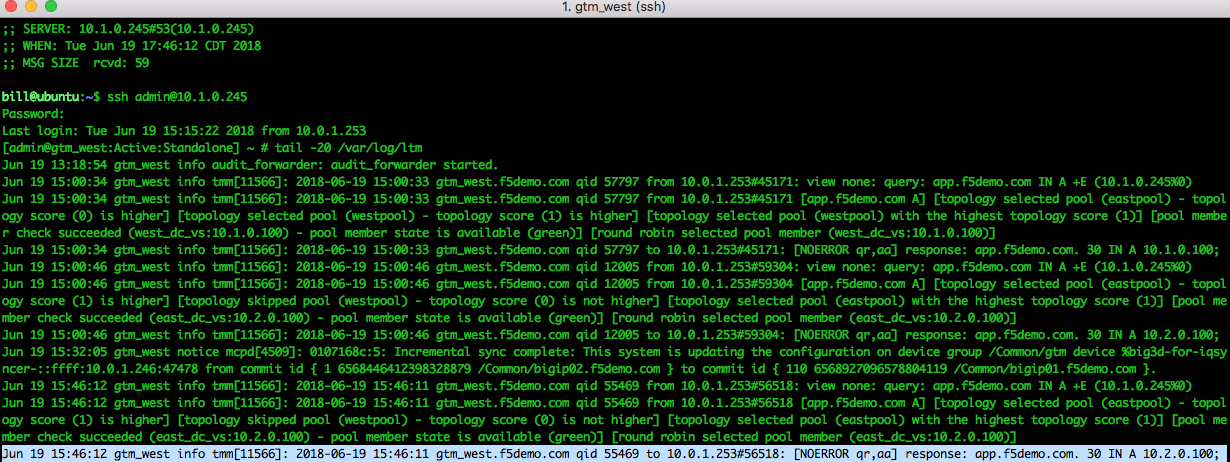 1. gtm_west (ssh)
;; SERVER: 10.1.0.245#53(10.1.0.245)
;; WHEN: Tue Jun 19 17:46:12 CDT 2018
;; MSG SIZE  rcvd: 59
bill@ubuntu:~$ ssh admin@10.1.0.245
Password:
Last login: Tue Jun 19 15:15:22 2018 from 10.0.1.253
[admin@gtm_west:Active:Standalone] ~ # tail -20 /var/log/ltm
Jun 19 13:18:54 gtm_west info audit_forwarder: audit_forwarder started.
Jun 19 15:00:34 gtm_west info tmm[11566]: 2018-06-19 15:00:33 gtm_west.f5demo.com qid 57797 from 10.0.1.253#45171: view none: query: app.f5demo.com IN A +E (10.1.0.245%0)
Jun 19 15:00:34 gtm_west info tmm[11566]: 2018-06-19 15:00:33 gtm_west.f5demo.com qid 57797 from 10.0.1.253#45171 [app.f5demo.com A] [topology selected pool (eastpool) - topol
ogy score (0) is higher] [topology selected pool (westpool) - topology score (1) is higher] [topology selected pool (westpool) with the highest topology score (1)] [pool membe
r check succeeded (west_dc_vs:10.1.0.100) - pool member state is available (green)] [round robin selected pool member (west_dc_vs:10.1.0.100)]
Jun 19 15:00:34 gtm_west info tmm[11566]: 2018-06-19 15:00:33 gtm_west.f5demo.com qid 57797 to 10.0.1.253#45171: [NOERROR qr,aa] response: app.f5demo.com. 30 IN A 10.1.0.100;
Jun 19 15:00:46 gtm_west info tmm[11566]: 2018-06-19 15:00:46 gtm_west.f5demo.com qid 12005 from 10.0.1.253#59304: view none: query: app.f5demo.com IN A +E (10.1.0.245%0)
Jun 19 15:00:46 gtm_west info tmm[11566]: 2018-06-19 15:00:46 gtm_west.f5demo.com qid 12005 from 10.0.1.253#59304 [app.f5demo.com A] [topology selected pool (eastpool) - topol
ogy score (1) is higher] [topology skipped pool (westpool) - topology score (0) is not higher] [topology selected pool (eastpool) with the highest topology score (1)] [pool me
mber check succeeded (east_dc_vs:10.2.0.100) - pool member state is available (green)] [round robin selected pool member (east_dc_vs:10.2.0.100)]
Jun 19 15:00:46 gtm_west info tmm[11566]: 2018-06-19 15:00:46 gtm_west.f5demo.com qid 12005 to 10.0.1.253#59304: [NOERROR qr,aa] response: app.f5demo.com. 30 IN A 10.2.0.100;
Jun 19 15:32:05 gtm_west notice mcpd[4509]: 0107168c:5: Incremental sync complete: This system is updating the configuration on device group /Common/gtm device %big3d-for-iqsy
ncer-::ffff:10.0.1.246:47478 from commit id { 1 6568446412398328879 /Common/bigip02.f5demo.com } to commit id { 110 6568927096578804119 /Common/bigip01.f5demo.com }.
Jun 19 15:46:12 gtm_west info tmm[11566]: 2018-06-19 15:46:11 gtm_west.f5demo.com qid 55469 from 10.0.1.253#56518: view none: query: app.f5demo.com IN A +E (10.1.0.245%0)
Jun 19 15:46:12 gtm_west info tmm[11566]: 2018-06-19 15:46:11 gtm_west.f5demo.com qid 55469 from 10.0.1.253#56518 [app.f5demo.com A] [topology selected pool (eastpool) - topol
ogy score (1) is higher] [topology skipped pool (westpool) - topology score (0) is not higher] [topology selected pool (eastpool) with the highest topology score (1)] [pool me
mber check succeeded (east_dc_vs:10.2.0.100) - pool member state is available (green)] [round robin selected pool member (east_dc_vs:10.2.0.100)]
Jun 19 15:46:12 gtm_west info tmm[11566]: 2018-06-19 15:46:11 gtm_west.f5demo.com qid 55469 to 10.0.1.253#56518: [NOERROR qr,aa] response: app.f5demo.com. 30 IN A 10.2.0.100;